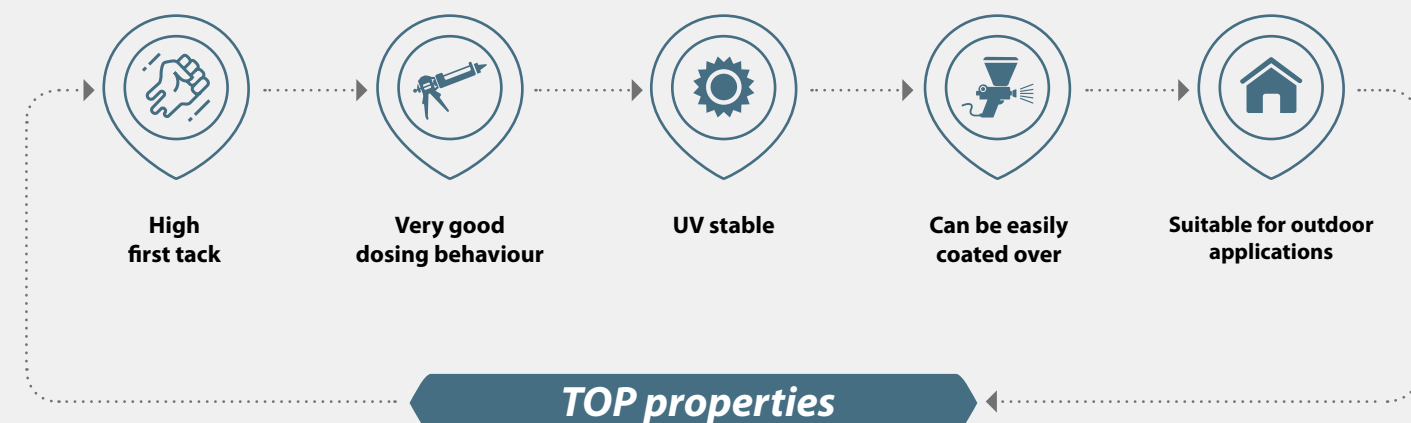 High
first tack
Very good
dosing behaviour
UV stable
Can be easily
coated over
Suitable for outdoor
applications
TOP properties